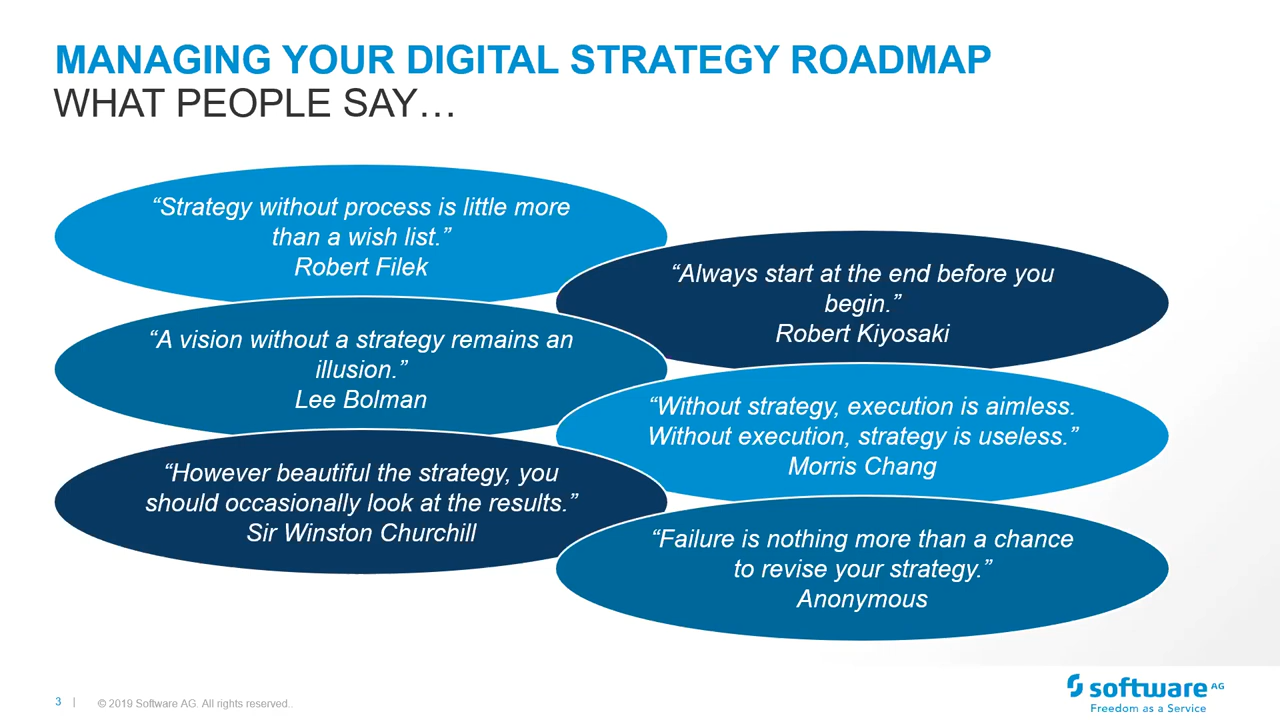 MANAGING YOUR DIGITAL STRATEGY ROADMAP
WHAT PEOPLE SAY…
“Strategy without process is little more
than a wish list.”
Robert Filek
“Always start at the end before you
begin.”
Robert Kiyosaki
“A vision without a strategy remains an
illusion.”
Lee Bolman
“Without strategy, execution is aimless.
Without execution, strategy is useless.”
Morris Chang
“However beautiful the strategy, you
should occasionally look at the results.”
Sir Winston Churchill
“Failure is nothing more than a chance
to revise your strategy.”
Anonymous
3 | © 2019 Software AG. All rights reserved..
software AG
Freedom as a Service